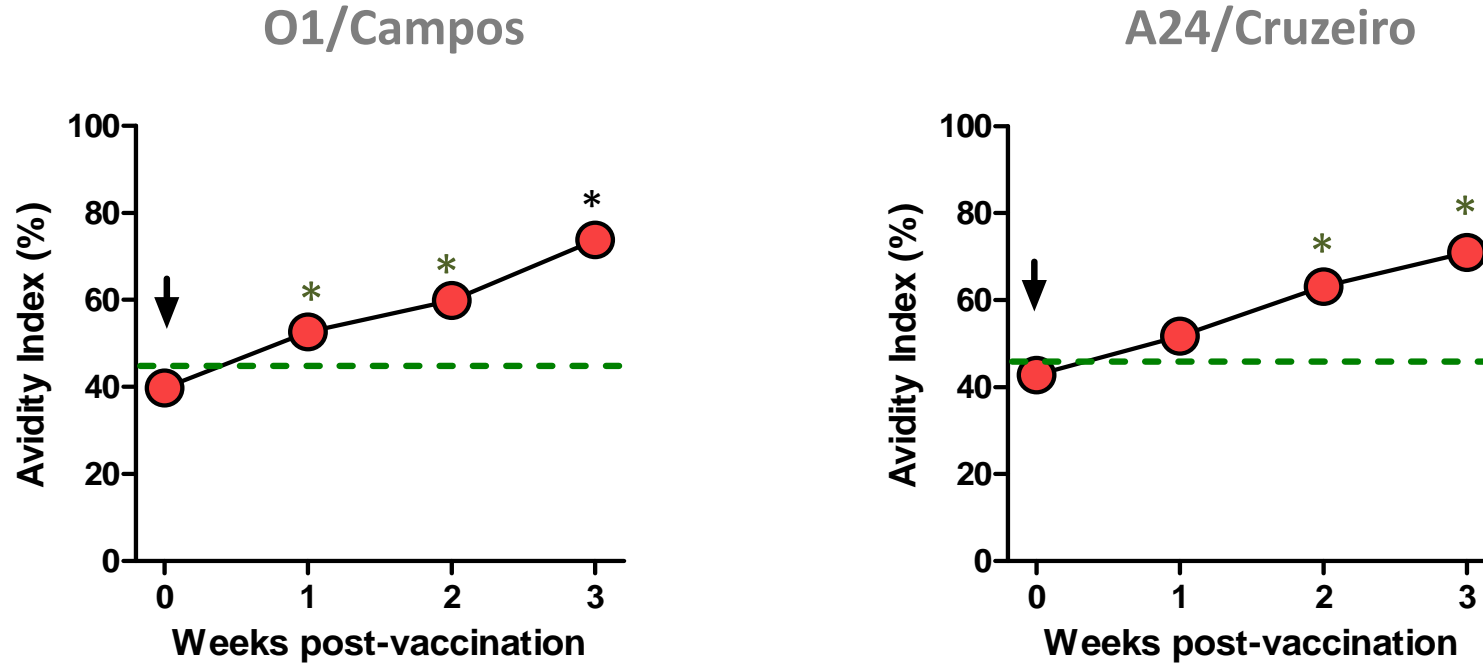 O1/Campos
100
80
60
40
20
0
Avidity Index (%)
*
*
*
0 1 2 3
Weeks post-vaccination
A24/Cruzeiro
100
80
60
40
20
0
Avidity Index (%)
*
*
0 1 2 3
Weeks post-vaccination